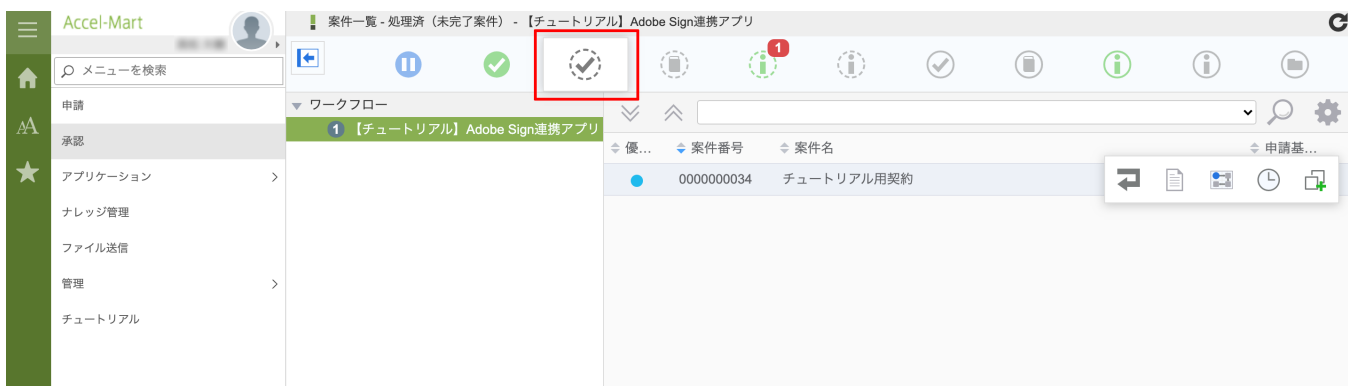 Accel-Mart
案件一覧 - 処理済（未完了案件） - 【チュートリアル】Adobe Sign連携アプリ
メニューを検索
申請
承認
アプリケーション
ナレッジ管理
ファイル送信
管理
チュートリアル
1
ワークフロー
1 【チュートリアル】Adobe Sign連携アプリ
優... 案件番号 案件名 申請基...
0000000034 チュートリアル用契約